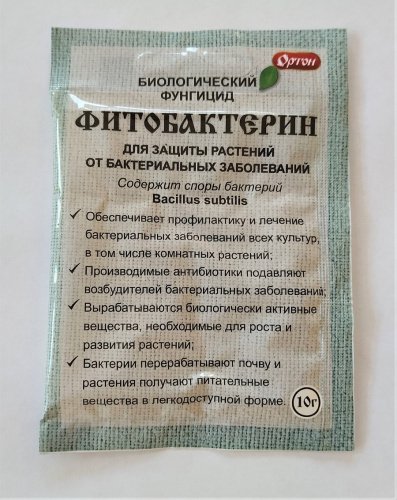 Ортон
БИОЛОГИЧЕСКИЙ
ФУНГИЦИД
ФИТОБАКТЕРИН
ДЛЯ ЗАЩИТЫ РАСТЕНИЙ
ОТ БАКТЕРИАЛЬНЫХ ЗАБОЛЕВАНИЙ
Содержит споры бактерий
Bacillus subtilis
✓ Обеспечивает профилактику и лечение
бактериальных заболеваний всех культур,
в том числе комнатных растений;
✓ Производимые антибиотики подавляют
возбудителей бактериальных заболеваний;
✓ Вырабатываются биологически активные
вещества, необходимые для роста и
развития растений;
✓ Бактерии перерабатывают почву и
растения получают питательные
вещества в легкодоступной форме.
10г